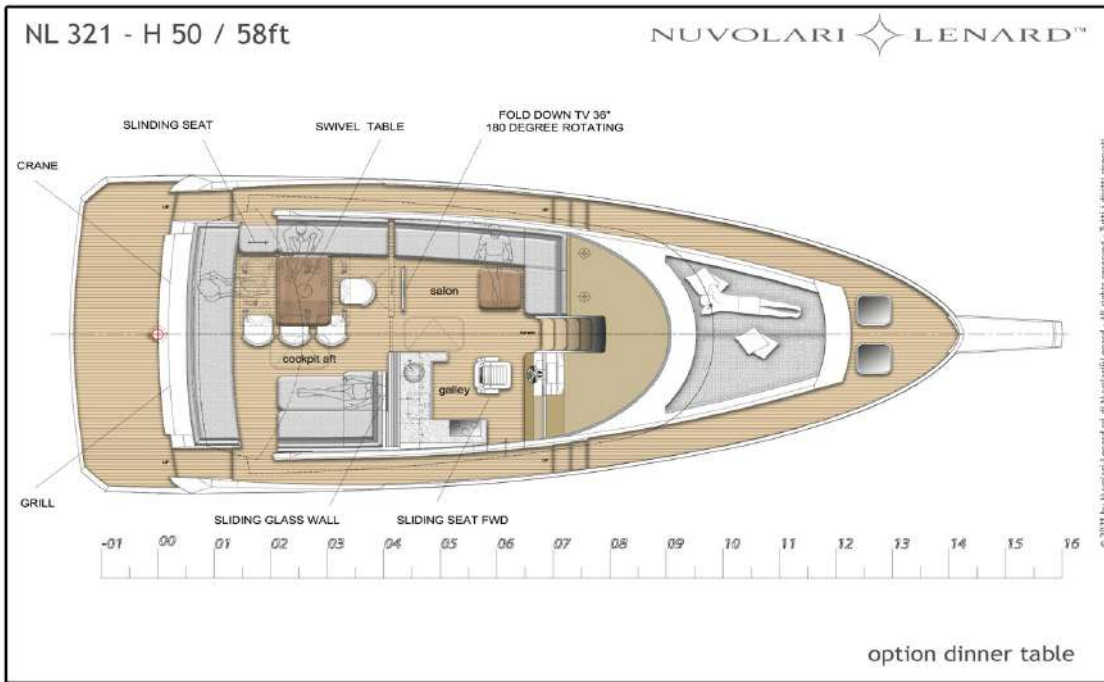 NL 321 - H 50 / 58ft
NUVOLARI LENARD™
FOLD DOWN TV 36"
180 DEGREE ROTATING
SLINDING SEAT
SWIVEL TABLE
CRANE
salon
cockpit aft
galley
GRILL
SLIDING GLASS WALL
SLIDING SEAT FWD
-01 00 01 02 03 04 05 06 07 08 09 10 11 12 13 14 15 16
option dinner table